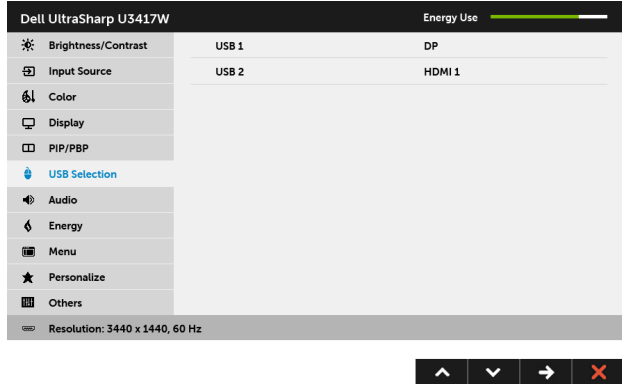 Dell UltraSharp U3417W Energy Use
Brightness/Contrast USB 1 DP
Input Source USB 2 HDMI 1
Color
Display
PIP/PBP
USB Selection
Audio
Energy
Menu
Personalize
Others
Resolution: 3440 x 1440, 60 Hz